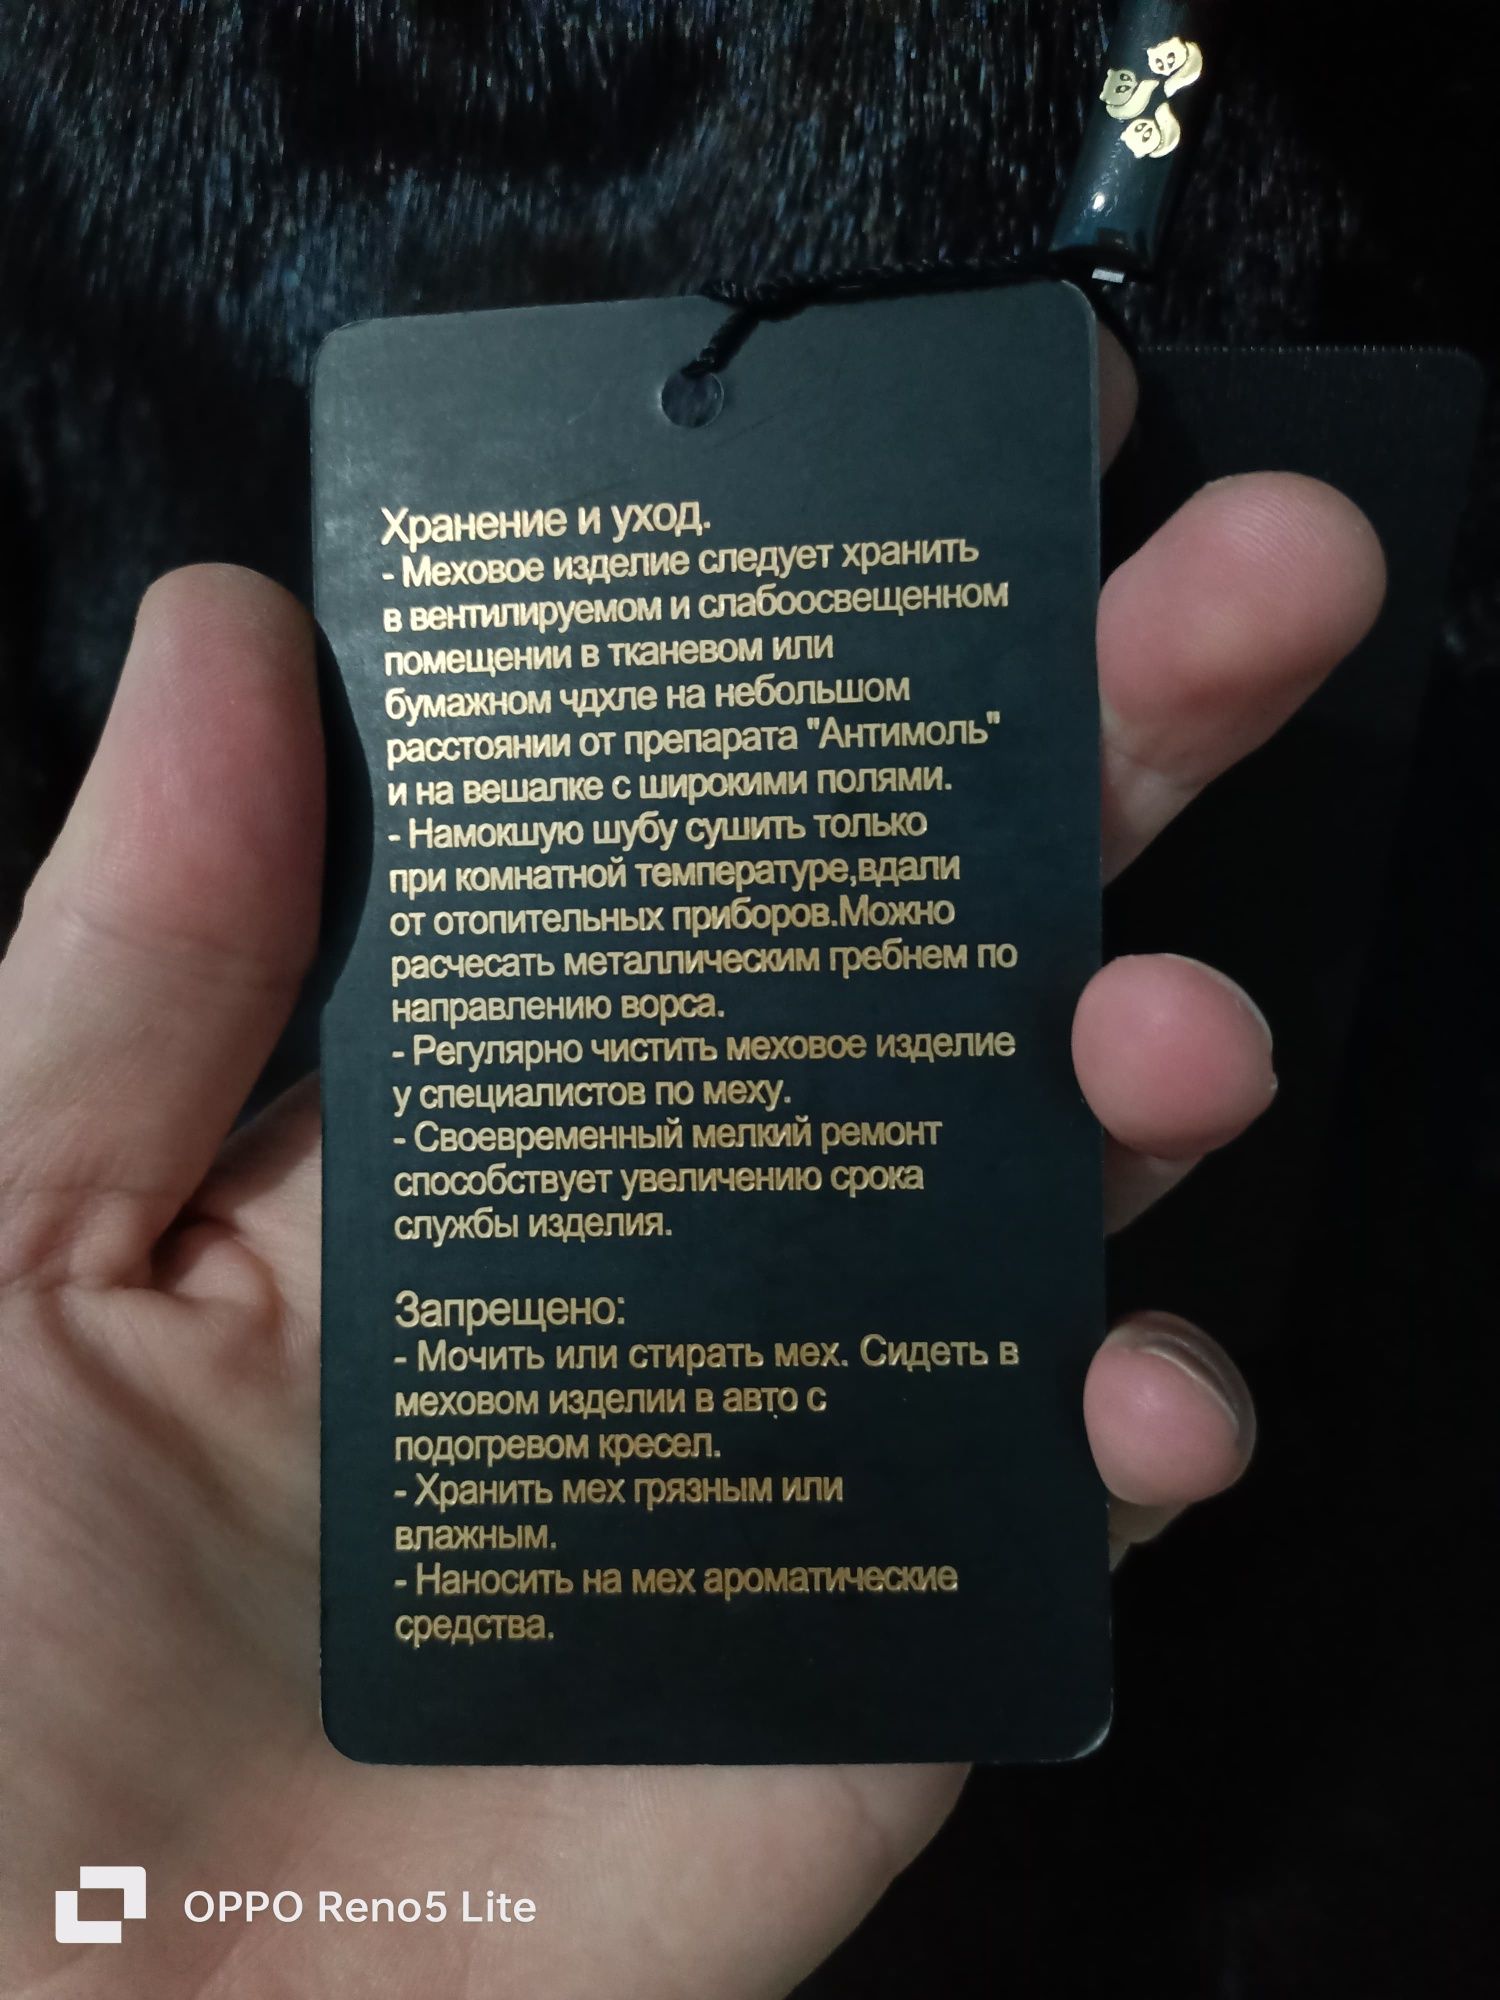 Хранение и уход.
- Меховое изделие следует хранить
в вентилируемом и слабоосвещенном
помещении в тканевом или
бумажном чдхле на небольшом
расстоянии от препарата "Антимоль"
и на вешалке с широкими полями.
- Намокшую шубу сушить только
при комнатной температуре,вдали
от отопительных приборов.Можно
расчесать металлическим гребнем по
направлению ворса.
- Регулярно чистить меховое изделие
у специалистов по меху.
- Своевременный мелкий ремонт
способствует увеличению срока
службы изделия.
Запрещено:
- Мочить или стирать мех. Сидеть в
меховом изделии в авто с
подогревом кресел.
- Хранить мех грязным или
влажным.
- Наносить на мех ароматические
средства.
OPPO Reno5 Lite